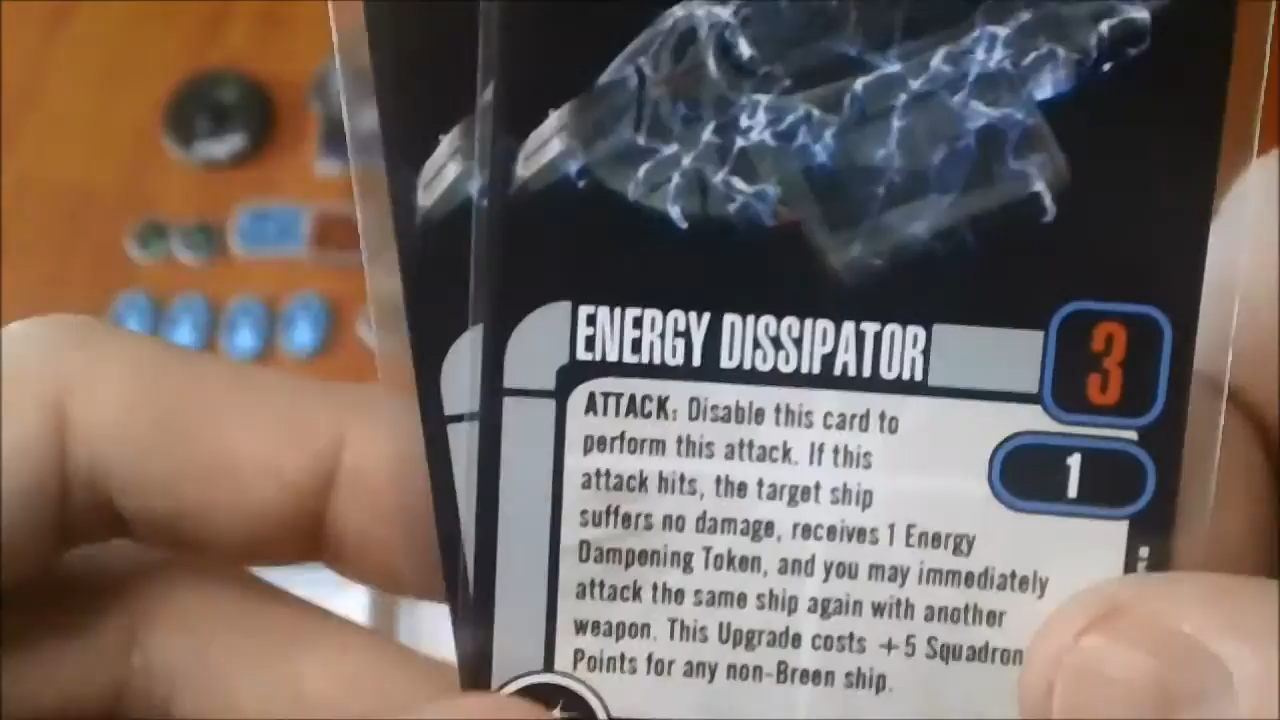 ENERGY DISSIPATOR
3
ATTACK: Disable this card to
perform this attack. If this
attack hits, the target ship
1
suffers no damage, receives 1 Energy
Dampening Token, and you may immediately
attack the same ship again with another
weapon. This Upgrade costs +5 Squadron
Points for any non-Breen ship.